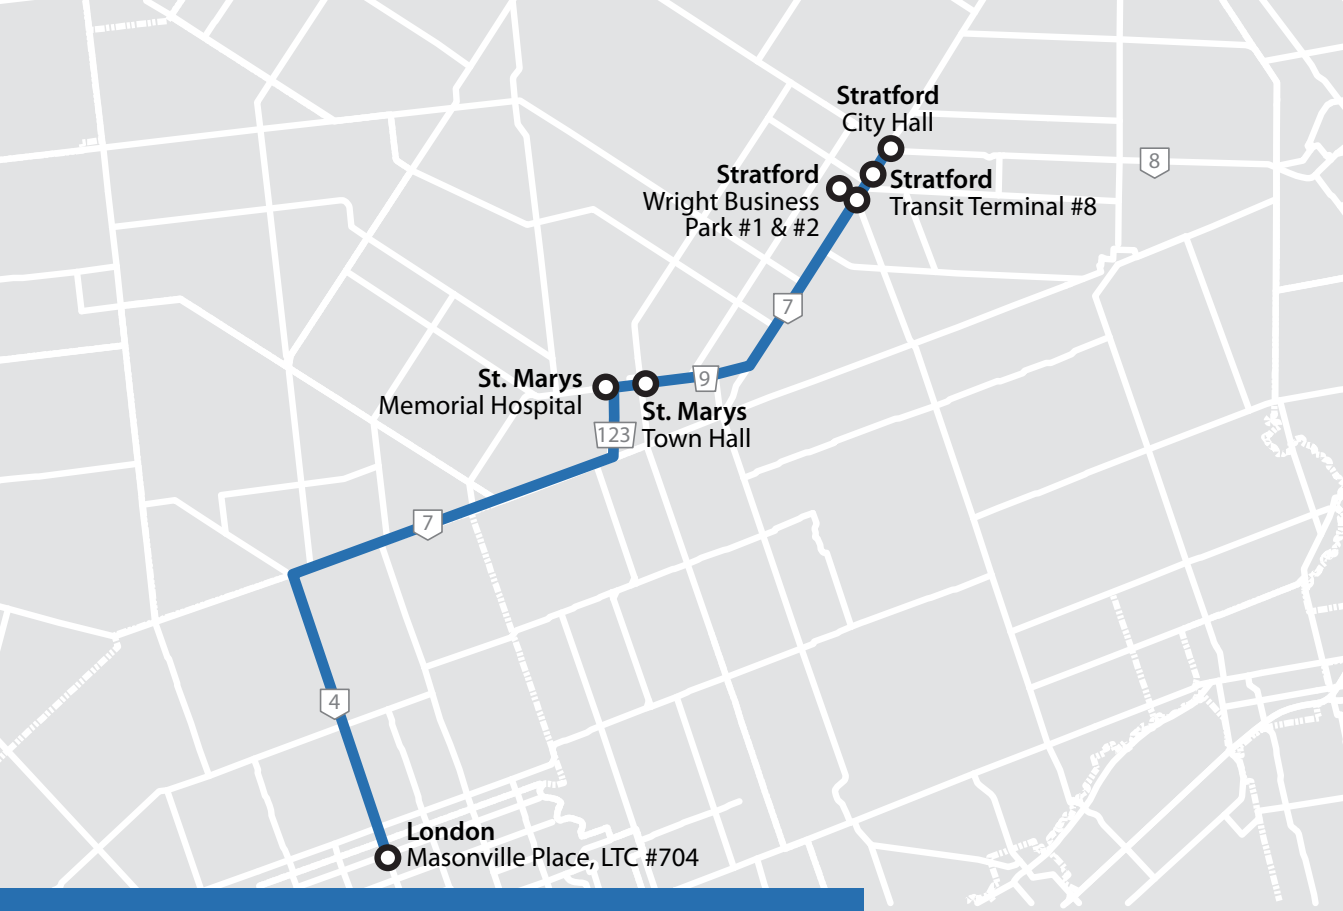 Stratford
City Hall
8
Stratford
Wright Business
Park #1 & #2
Stratford
Transit Terminal #8
7
9
St. Marys
Memorial Hospital
St. Marys
Town Hall
123
7
4
London
Masonville Place, LTC #704